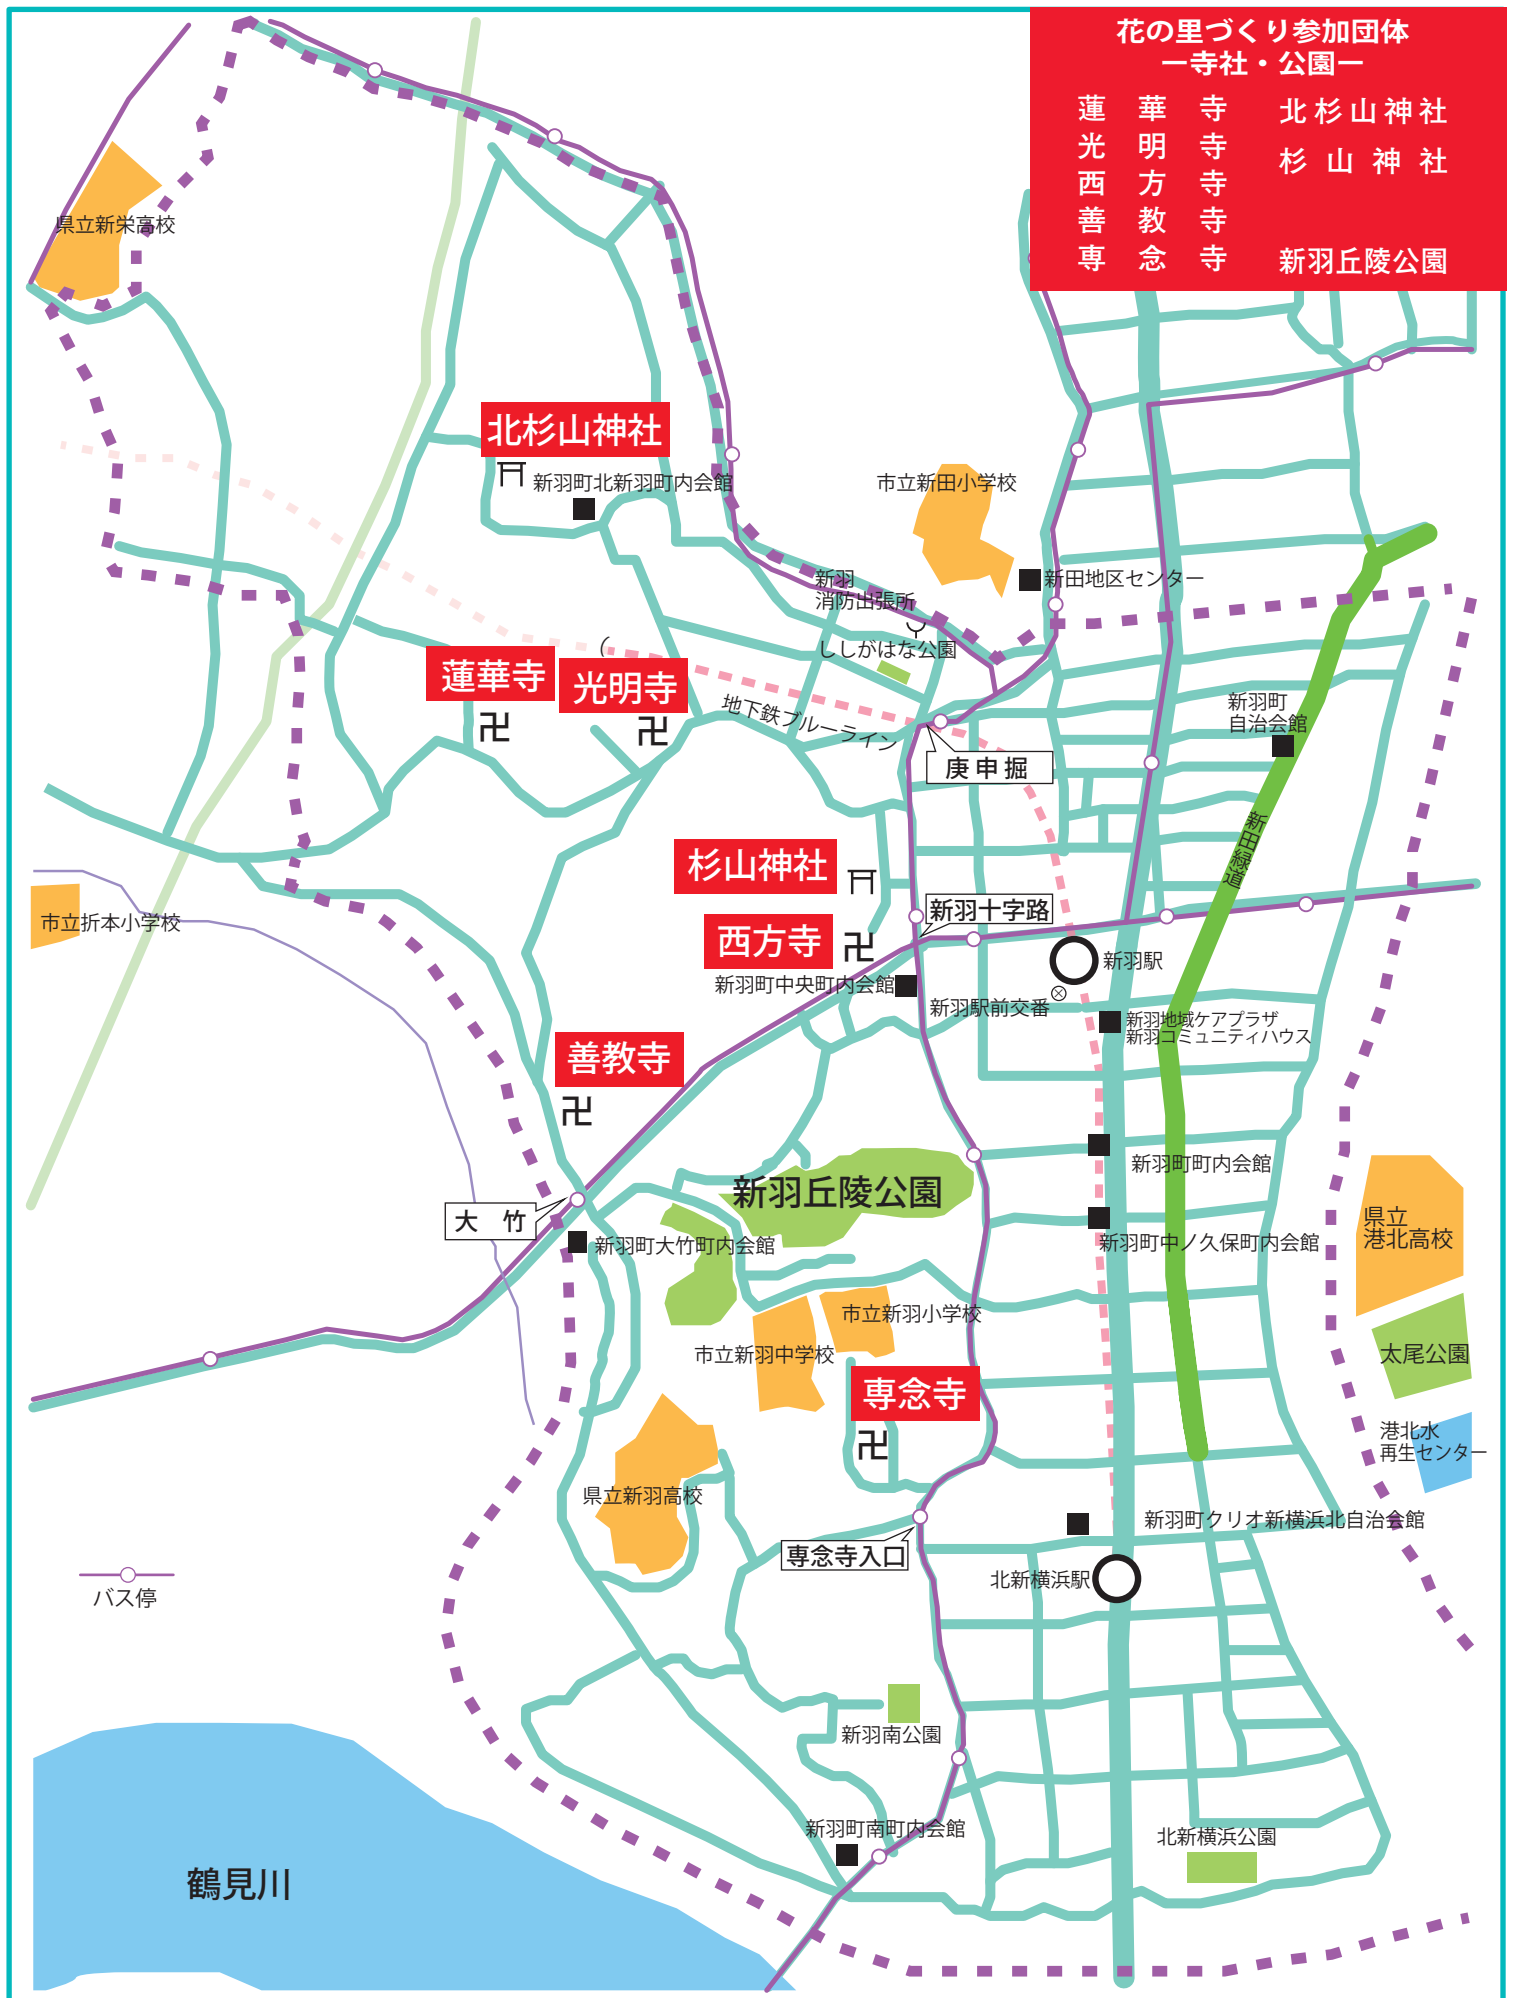 花の里づくり参加団体
ー寺社・公園ー
蓮華寺 北杉山神社
光明寺
杉山神社
西方寺
善教寺
専念寺 新羽丘陵公園
県立新栄高校
北杉山神社
新羽町北新羽町内会館
市立新田小学校
新羽
消防出張所
新田地区センター
ししがはな公園
蓮華寺
光明寺
卍
卍
地下鉄ブルーライン
新羽町
自治会館
庚申掘
新田緑道
杉山神社
市立折本小学校
新羽十字路
西方寺
卍
新羽駅
新羽町中央町内会館
新羽駅前交番
新羽地域ケアプラザ
新羽コミュニティハウス
善教寺
卍
新羽町町内会館
新羽丘陵公園
大竹
新羽町大竹町内会館
新羽町中ノ久保町内会館
県立
港北高校
市立新羽小学校
市立新羽中学校
太尾公園
専念寺
卍
港北水
再生センター
県立新羽高校
新羽町クリオ新横浜北自治会館
専念寺入口
北新横浜駅
バス停
新羽南公園
新羽町南町内会館
北新横浜公園
鶴見川